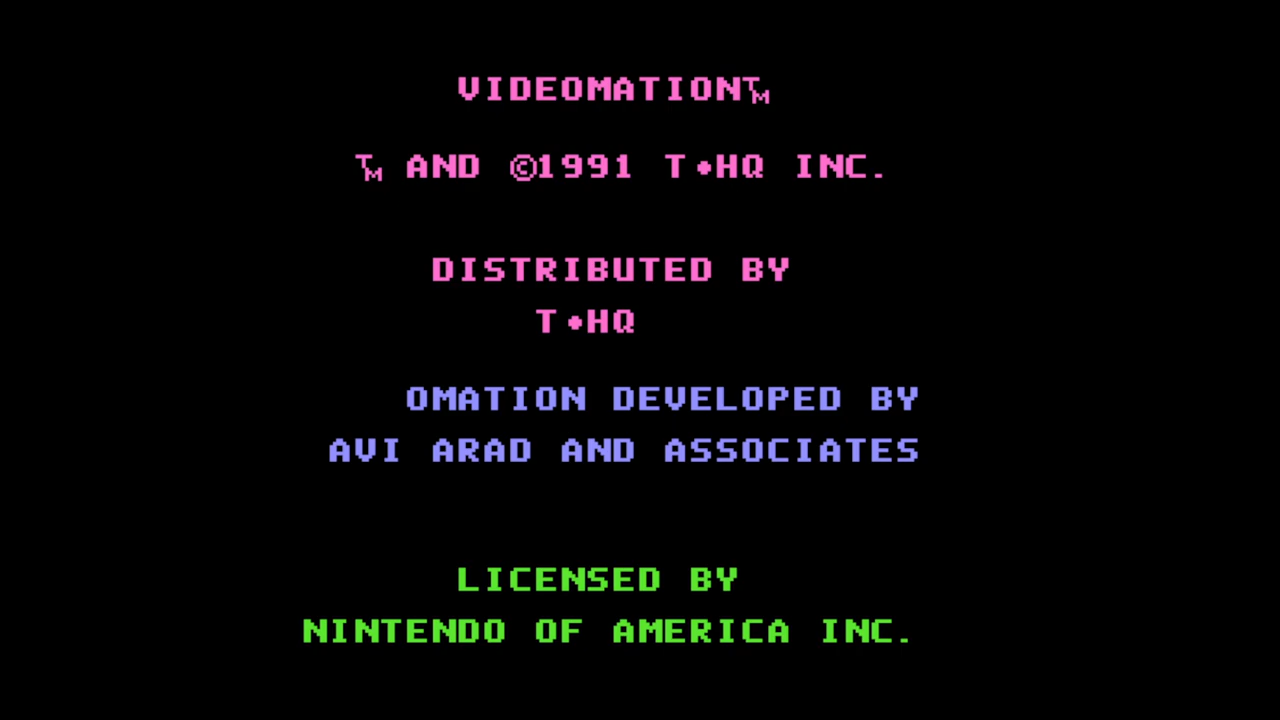 VIDEOMATION™
™ AND ©1991 T•HQ INC.
DISTRIBUTED BY
T•HQ
OMATION DEVELOPED BY
AVI ARAD AND ASSOCIATES
LICENSED BY
NINTENDO OF AMERICA INC.